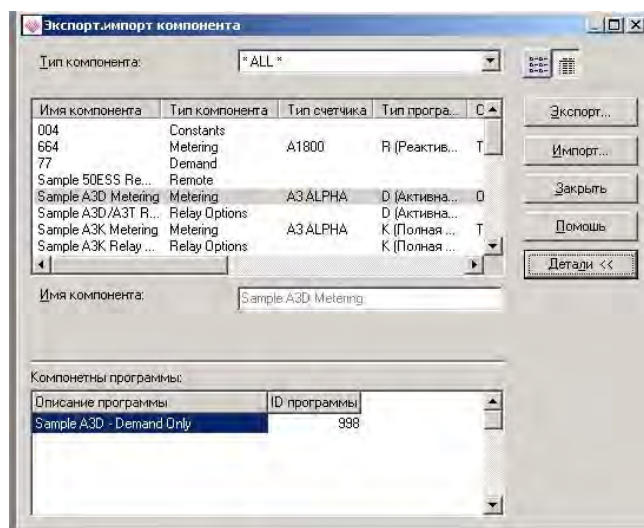 Экспорт.импорт компонента
Тип компонента:
* ALL *
Имя компонента Тип компонента Тип счетчика Тип програ... С
004 Constants
664 Metering A1800 R (Реактив... T
77 Demand
Sample 50ESS Re... Remote
Sample A3D Metering Metering A3 ALPHA D (Активна... O
Sample A3D/A3T R... Relay Options D (Активна...
Sample A3K Metering Metering A3 ALPHA K (Полная ... T
Sample A3K Relay ... Relay Options K (Полная ...
Экспорт...
Импорт...
Закрыть
Помошь
Детали <<
Имя компонента:
Sample A3D Metering
Компонетны программы:
Описание программы ID программы
Sample A3D - Demand Only 998